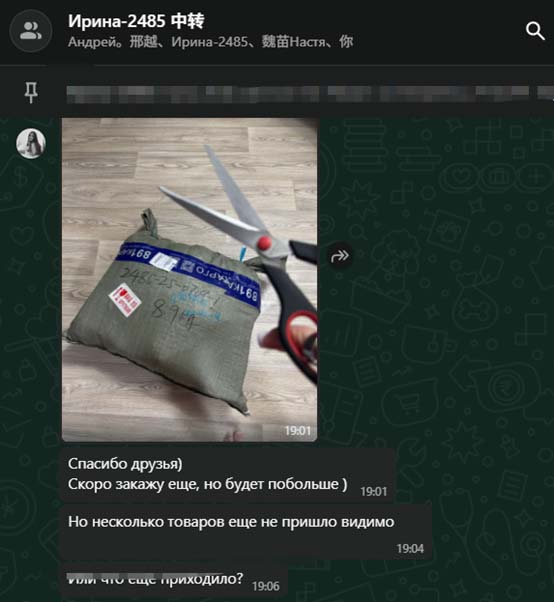 Ирина-2485 中转
Андрей。邢越、Ирина-2485、魏苗Настя、你
891КАРГО
19:01
Спасибо друзья)
Скоро закажу еще, но будет побольше )
19:01
Но несколько товаров еще не пришло видимо
19:04
Или что еще приходило?
19:06